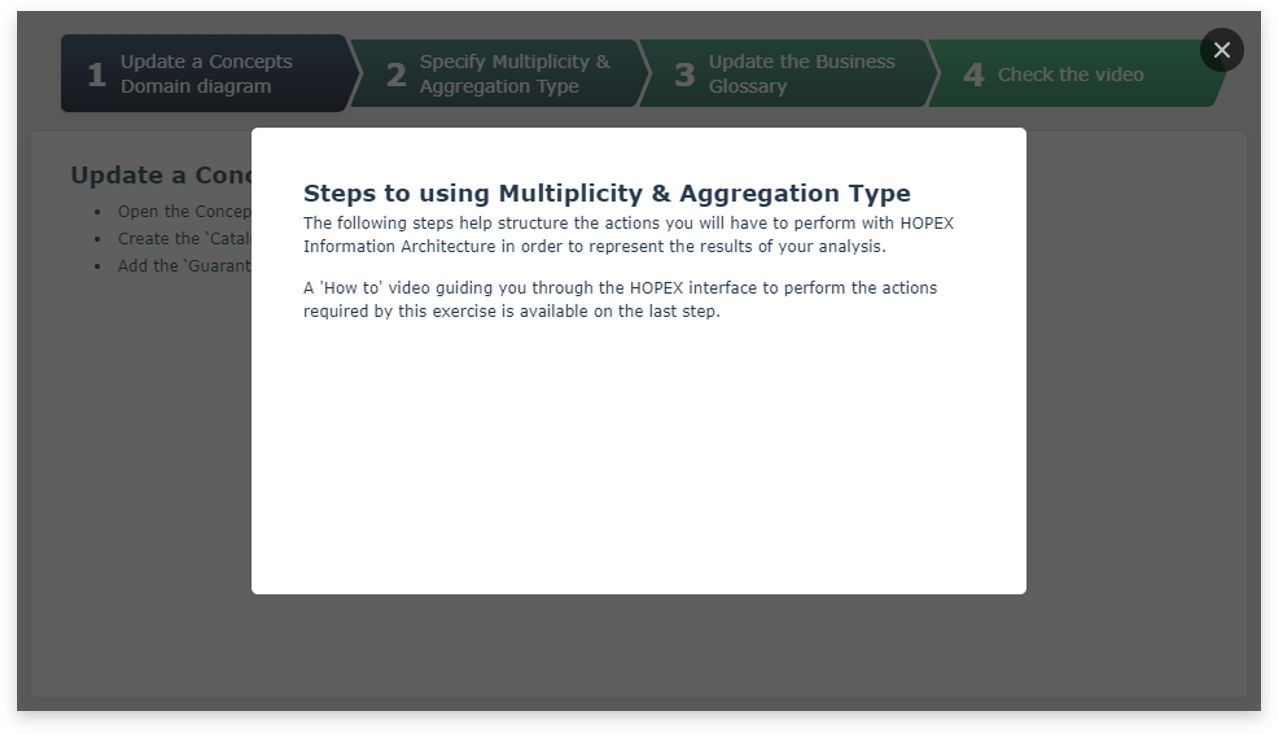 1
Update a Concepts
Domain diagram
2
Specify Multiplicity &
Aggregation Type
3
Update the Business
Glossary
4
Check the video
Update a Conc
Open the Concep
Create the `Catal
Add the `Guarant
Steps to using Multiplicity & Aggregation Type
The following steps help structure the actions you will have to perform with HOPEX
Information Architecture in order to represent the results of your analysis.
A 'How to' video guiding you through the HOPEX interface to perform the actions
required by this exercise is available on the last step.